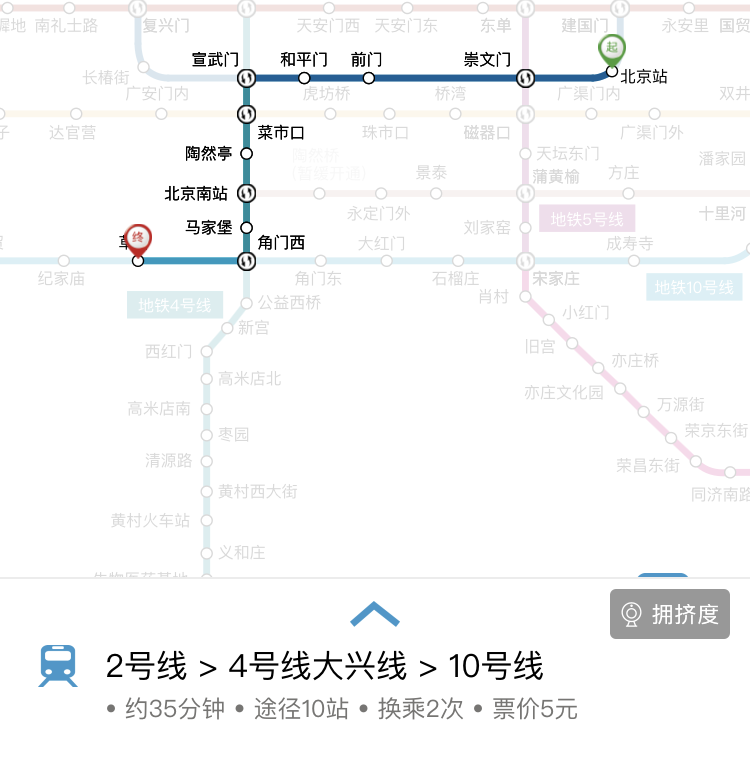 南礼士路
复兴门
天安门西
天安门东
东单
建国门
永安里
国贸
宣武门
和平门
前门
崇文门
起
北京站
长椿街
广安门内
虎坊桥
桥湾
广渠门内
双井
达官营
菜市口
珠市口
磁器口
广渠门外
陶然亭
陶然桥
(暂缓开通)
景泰
天坛东门
蒲黄榆
方庄
潘家园
北京南站
永定门外
地铁5号线
十里河
马家堡
刘家窑
终
角门西
大红门
成寿寺
纪家庙
角门东
石榴庄
宋家庄
地铁10号线
地铁4号线
公益西桥
肖村
新宫
小红门
西红门
旧宫
亦庄桥
高米店北
亦庄文化园
高米店南
万源街
枣园
荣京东街
清源路
荣昌东街
黄村西大街
同济南路
黄村火车站
义和庄
生物医药基地
拥挤度
2号线 > 4号线大兴线 > 10号线
• 约35分钟 • 途径10站 • 换乘2次 • 票价5元